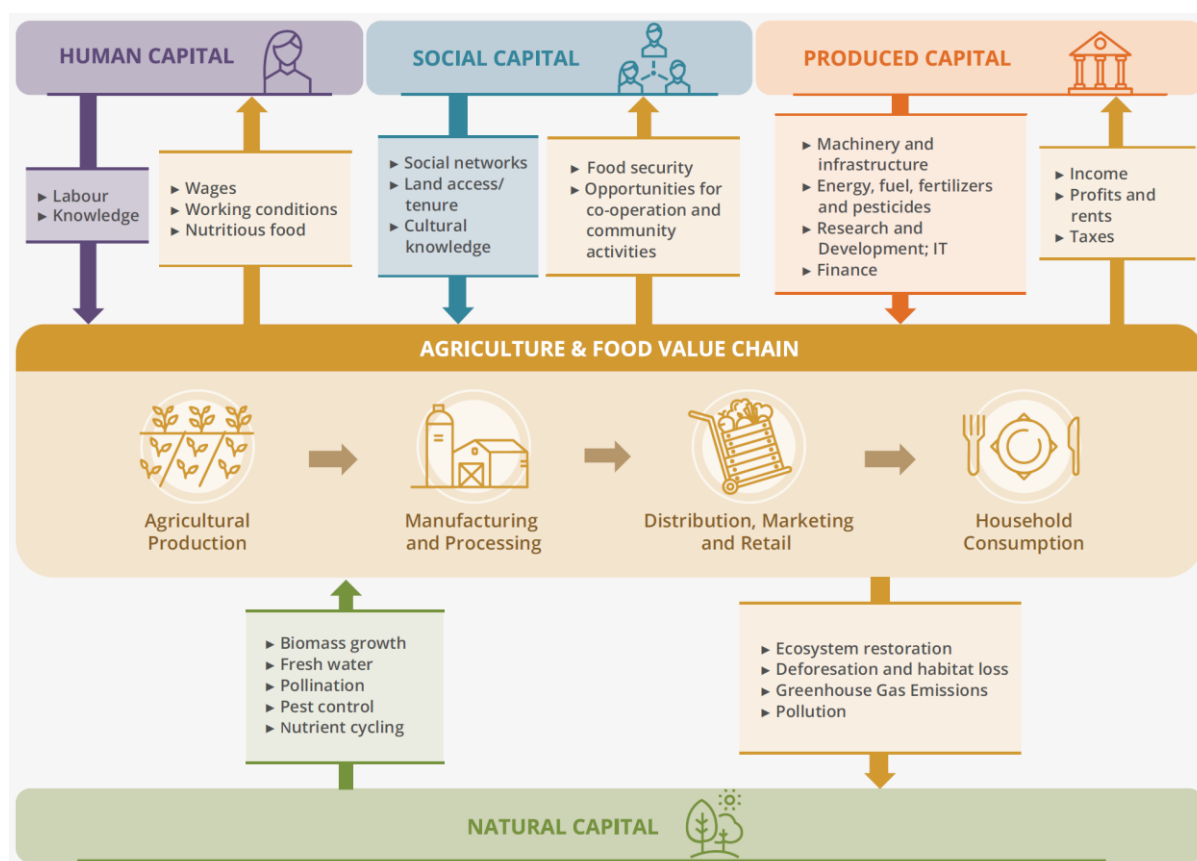 HUMAN CAPITAL
SOCIAL CAPITAL
PRODUCED CAPITAL
► Labour
► Knowledge
► Wages
► Working conditions
► Nutritious food
► Social networks
► Land access/
tenure
► Cultural
knowledge
► Food security
► Opportunities for
co-operation and
community
activities
► Machinery and
infrastructure
► Energy, fuel, fertilizers
and pesticides
► Research and
Development; IT
► Finance
► Income
► Profits and
rents
► Taxes
AGRICULTURE & FOOD VALUE CHAIN
Agricultural
Production
Manufacturing
and Processing
Distribution, Marketing
and Retail
Household
Consumption
► Biomass growth
► Fresh water
► Pollination
► Pest control
► Nutrient cycling
► Ecosystem restoration
► Deforesation and habitat loss
► Greenhouse Gas Emissions
► Pollution
NATURAL CAPITAL